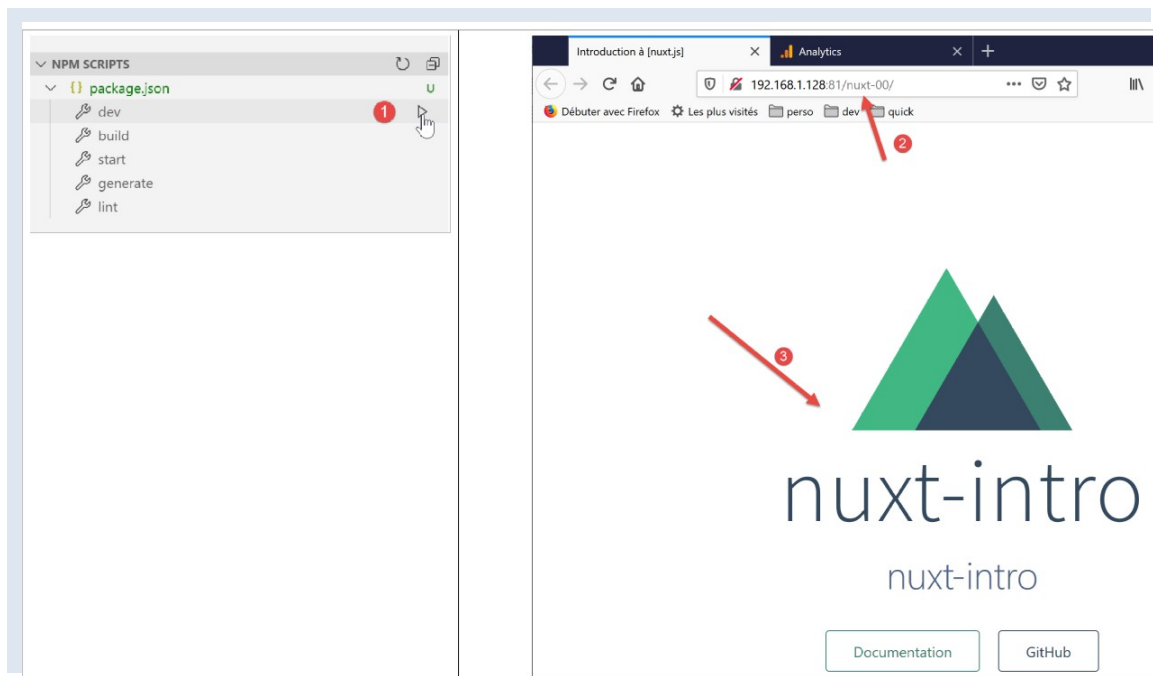 NPM SCRIPTS
{} package.json U
dev 1
build
start
generate
lint
Introduction à [nuxt.js] Analytics
192.168.1.128:81/nuxt-00/
Débuter avec Firefox Les plus visités perso dev quick
2
3
nuxt-intro
nuxt-intro
Documentation GitHub